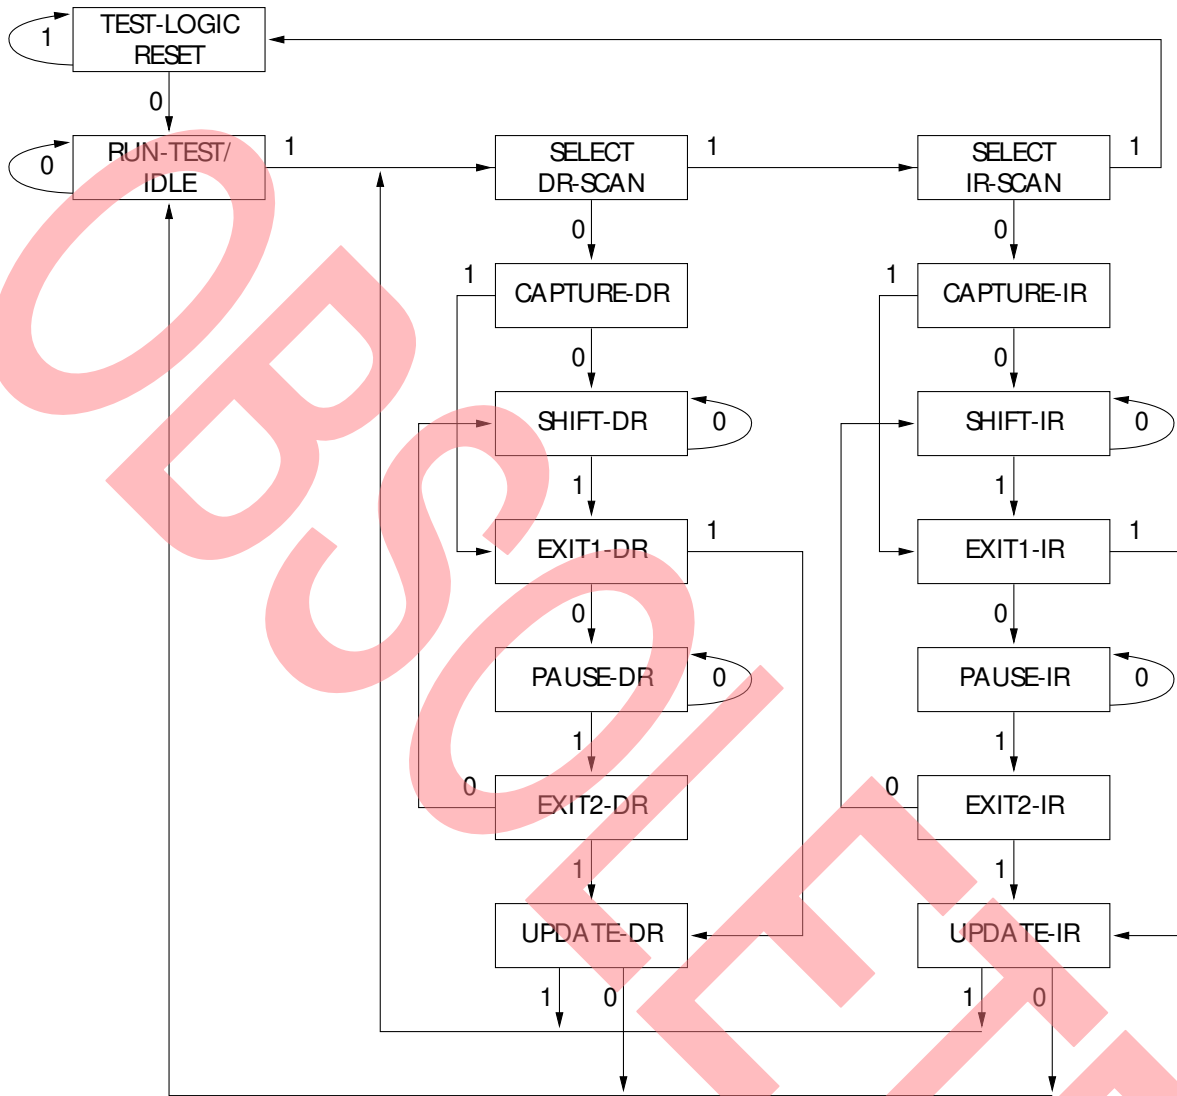 TEST-LOGIC
RESET
1
0
RUN-TEST/
IDLE
0
1
SELECT
DR-SCAN
1
SELECT
IR-SCAN
1
0
0
1
CAPTURE-DR
1
CAPTURE-IR
0
0
SHIFT-DR
0
SHIFT-IR
0
1
1
EXIT1-DR
1
EXIT1-IR
1
0
0
PAUSE-DR
0
PAUSE-IR
0
1
1
0
EXIT2-DR
0
EXIT2-IR
1
1
UPDATE-DR
UPDATE-IR
1
0
1
0
OBSOLETE